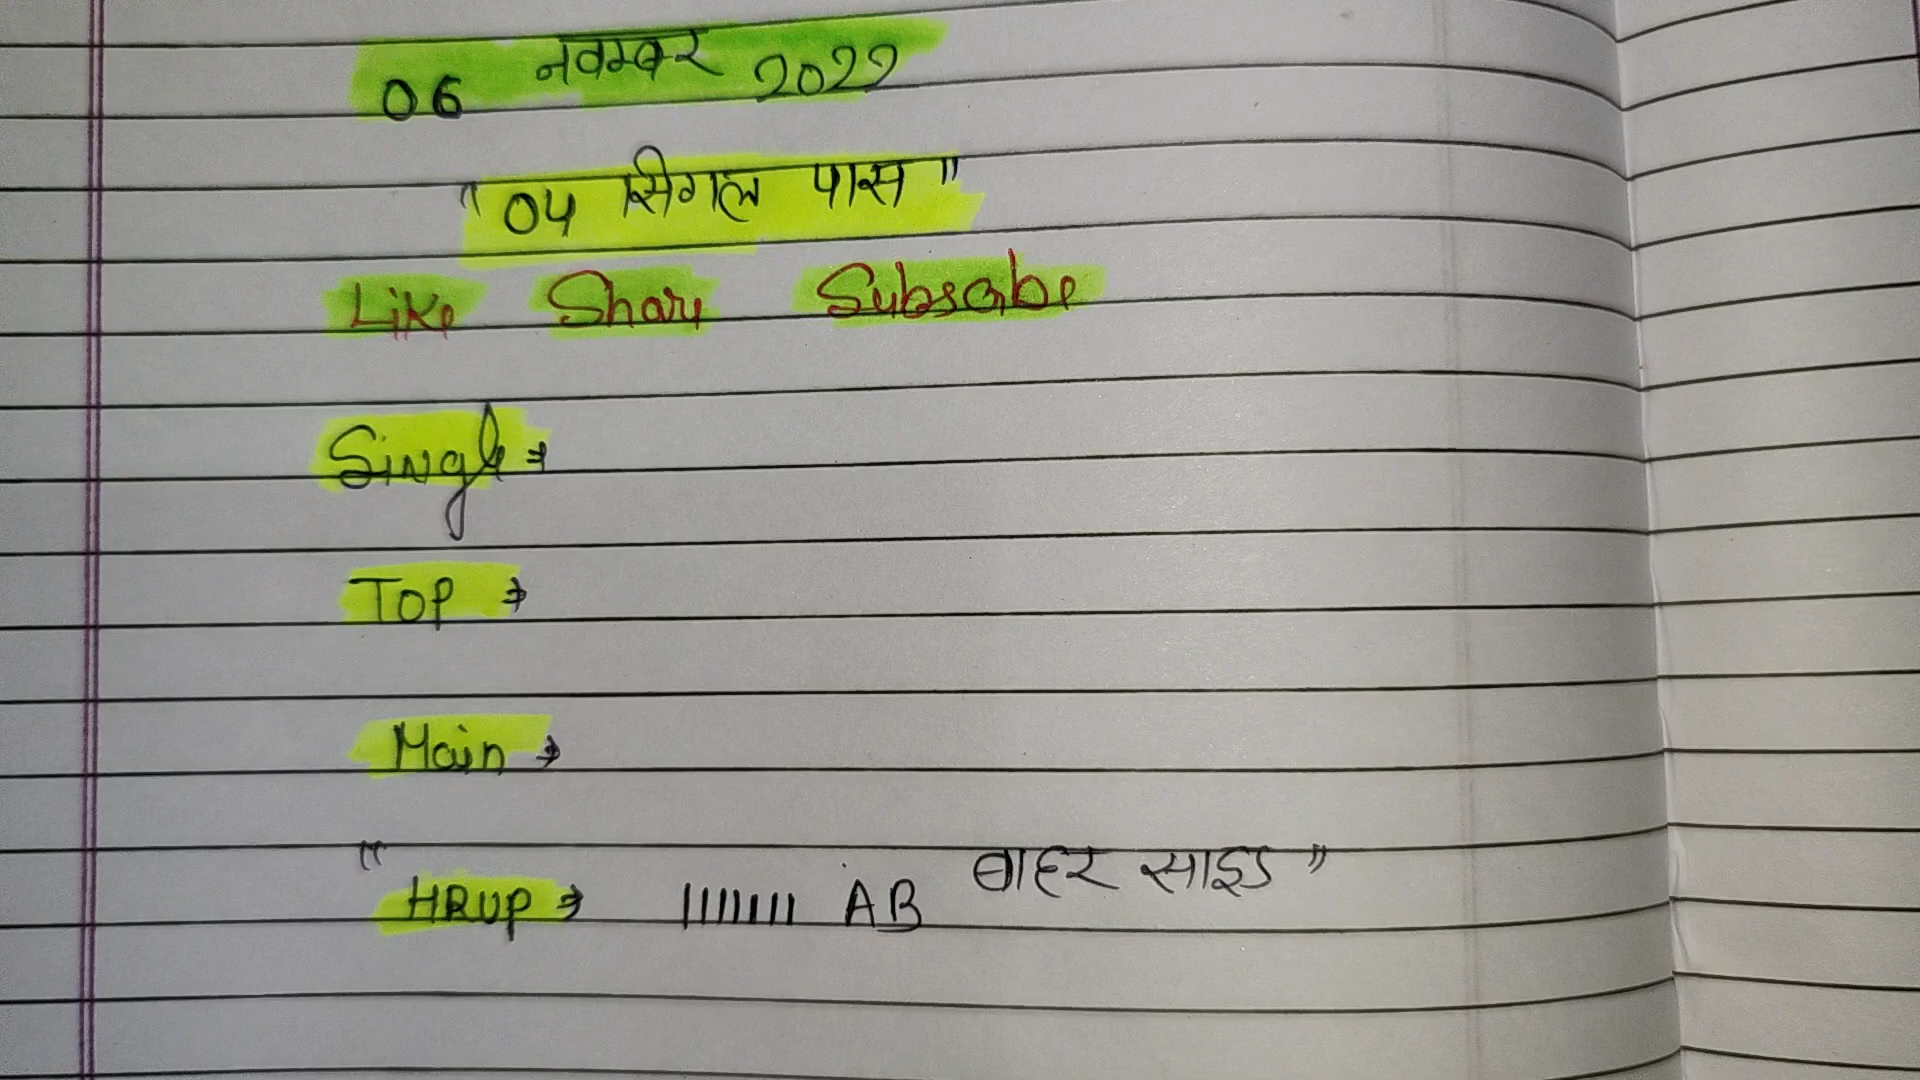 06 नवम्बर 2022
"04 सिगल पास"
Like Share Subscribe
Single →
TOP →
Main →
"HRUP → ||||||| AB बाहर साइड"